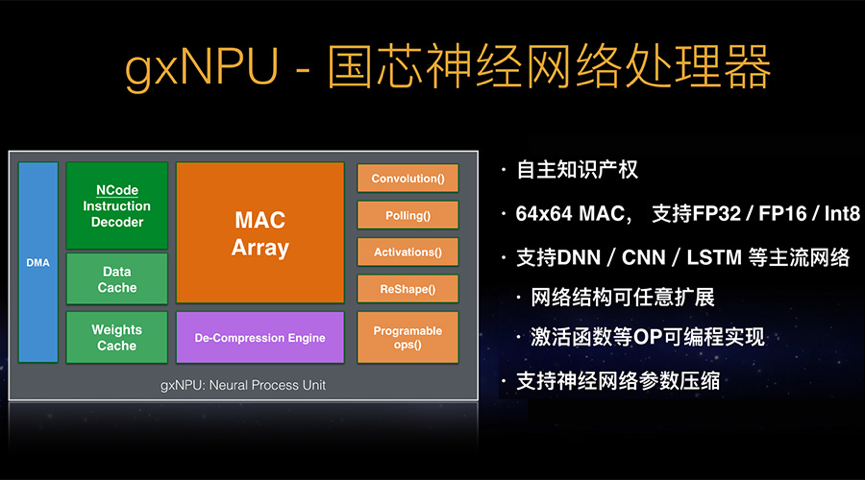 gxNPU - 国芯神经网络处理器
DMA
NCode
Instruction
Decoder
Data
Cache
Weights
Cache
MAC
Array
De-Compression Engine
Convolution()
Polling()
Activations()
ReShape()
Programable
ops()
gxNPU: Neural Process Unit
· 自主知识产权
· 64x64 MAC， 支持FP32 / FP16 / Int8
· 支持DNN / CNN / LSTM 等主流网络
· 网络结构可任意扩展
· 激活函数等OP可编程实现
· 支持神经网络参数压缩